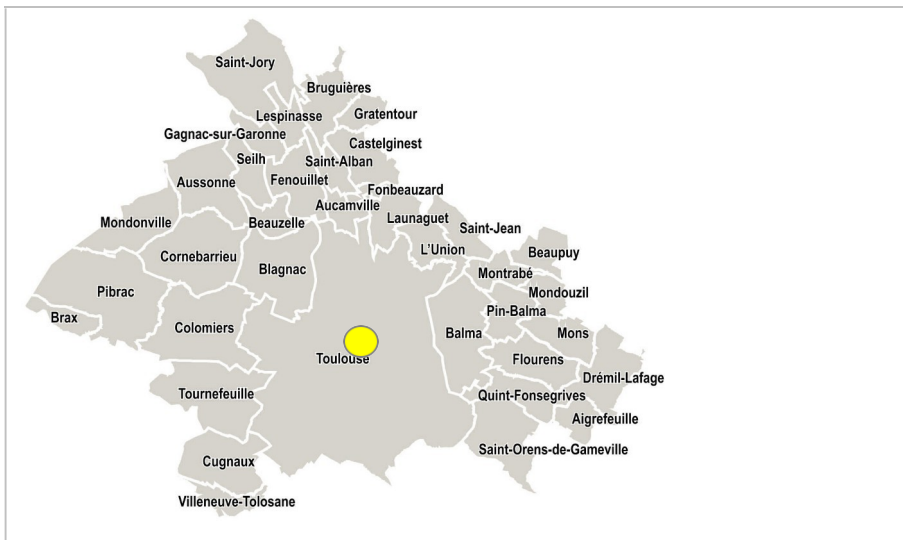 Saint-Jory
Bruguières
Lespinasse
Gratentour
Gagnac-sur-Garonne
Castelginest
Seilh
Saint-Alban
Aussonne
Fenouillet
Fonbeauzard
Aucamville
Mondonville
Beauzelle
Launaguet
Saint-Jean
L'Union
Beaupuy
Cornebarrieu
Blagnac
Montrabé
Pibrac
Mondouzil
Pin-Balma
Brax
Colomiers
Balma
Mons
Toulouse
Flourens
Drémil-Lafage
Tournefeuille
Quint-Fonsegrives
Aigrefeuille
Saint-Orens-de-Gameville
Cugnaux
Villeneuve-Tolosane